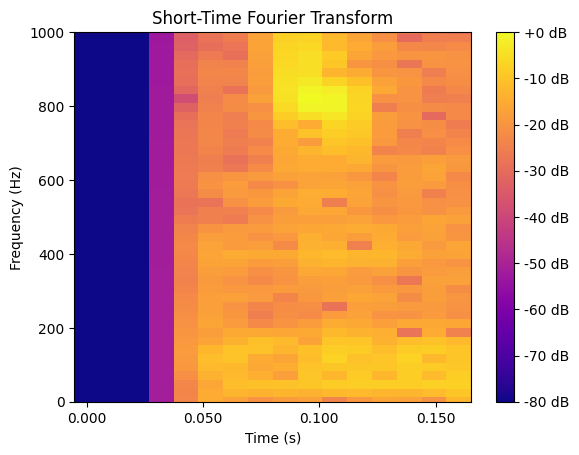 Short-Time Fourier Transform
1000
800
600
400
200
0
Frequency (Hz)
0.000
0.050
0.100
0.150
Time (s)
+0 dB
-10 dB
-20 dB
-30 dB
-40 dB
-50 dB
-60 dB
-70 dB
-80 dB